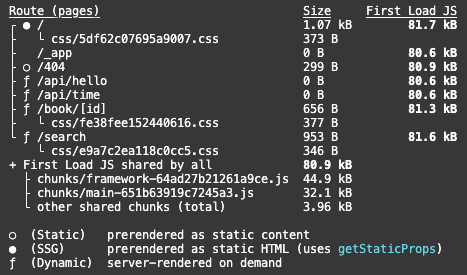 Route (pages) Size First Load JS
┌ ● / 1.07 kB 81.7 kB
│ └ css/5df62c07695a9007.css 373 B
├ /_app 0 B 80.6 kB
├ ○ /404 299 B 80.9 kB
├ ƒ /api/hello 0 B 80.6 kB
├ ƒ /api/time 0 B 80.6 kB
├ ƒ /book/[id] 656 B 81.3 kB
│ └ css/fe38fee152440616.css 377 B
└ ƒ /search 953 B 81.6 kB
└ css/e9a7c2ea118c0cc5.css 346 B
+ First Load JS shared by all 80.9 kB
├ chunks/framework-64ad27b21261a9ce.js 44.9 kB
├ chunks/main-651b63919c7245a3.js 32.1 kB
└ other shared chunks (total) 3.96 kB
○ (Static) prerendered as static content
● (SSG) prerendered as static HTML (uses getStaticProps)
ƒ (Dynamic) server-rendered on demand